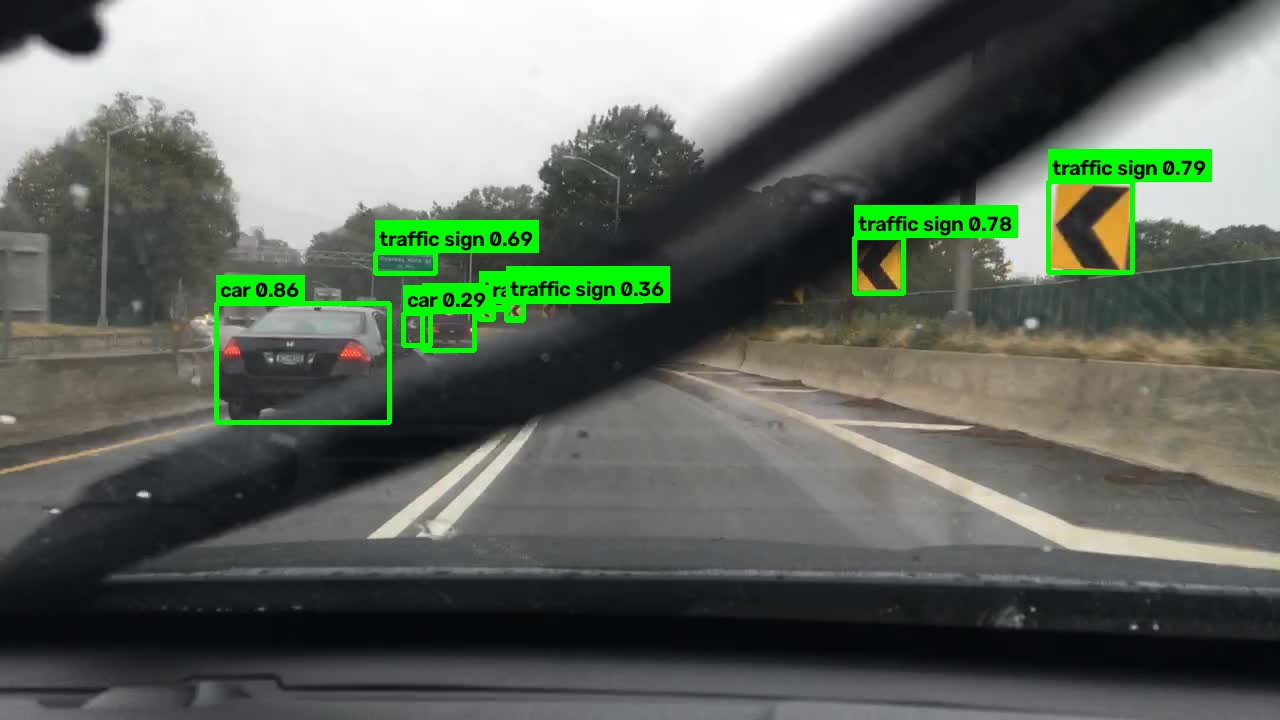 traffic sign 0.79
traffic sign 0.78
traffic sign 0.69
car 0.86
traffic sign 0.36
car 0.29